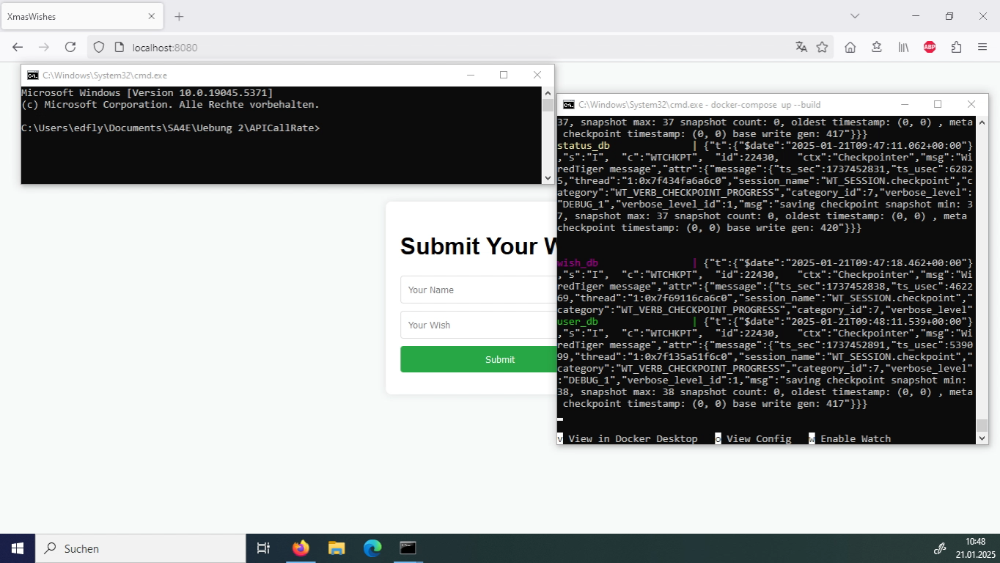 XmasWishes
localhost:8080
ABP
C:\Windows\System32\cmd.exe
Microsoft Windows [Version 10.0.19045.5371]
(c) Microsoft Corporation. Alle Rechte vorbehalten.
C:\Users\edfly\Documents\SA4E\Uebung 2\APICallRate>
C:\Windows\System32\cmd.exe - docker-compose up --build
37, snapshot max: 37 snapshot count: 0, oldest timestamp: (0, 0) , meta
checkpoint timestamp: (0, 0) base write gen: 417"}}}
status_db | {"t":{"$date":"2025-01-21T09:47:11.062+00:00"}
,"s":"I", "c":"WTCHKPT", "id":22430, "ctx":"Checkpointer","msg":"Wi
redTiger message","attr":{"message":{"ts_sec":1737452831,"ts_usec":6282
5,"thread":"1:0x7f434fa6a6c0","session_name":"WT_SESSION.checkpoint","c
ategory":"WT_VERB_CHECKPOINT_PROGRESS","category_id":7,"verbose_level":
"DEBUG_1","verbose_level_id":1,"msg":"saving checkpoint snapshot min: 3
7, snapshot max: 37 snapshot count: 0, oldest timestamp: (0, 0) , meta
checkpoint timestamp: (0, 0) base write gen: 420"}}}
wish_db | {"t":{"$date":"2025-01-21T09:47:18.462+00:00"}
,"s":"I", "c":"WTCHKPT", "id":22430, "ctx":"Checkpointer","msg":"Wi
redTiger message","attr":{"message":{"ts_sec":1737452838,"ts_usec":4622
69,"thread":"1:0x7f69116ca6c0","session_name":"WT_SESSION.checkpoint","
category":"WT_VERB_CHECKPOINT_PROGRESS","category_id":7,"verbose_level"
user_db | {"t":{"$date":"2025-01-21T09:48:11.539+00:00"}
,"s":"I", "c":"WTCHKPT", "id":22430, "ctx":"Checkpointer","msg":"Wi
redTiger message","attr":{"message":{"ts_sec":1737452891,"ts_usec":5390
99,"thread":"1:0x7f135a51f6c0","session_name":"WT_SESSION.checkpoint","
category":"WT_VERB_CHECKPOINT_PROGRESS","category_id":7,"verbose_level"
:"DEBUG_1","verbose_level_id":1,"msg":"saving checkpoint snapshot min:
38, snapshot max: 38 snapshot count: 0, oldest timestamp: (0, 0) , meta
checkpoint timestamp: (0, 0) base write gen: 417"}}}
v View in Docker Desktop o View Config w Enable Watch
Submit Your W
Your Name
Your Wish
Submit
Suchen
10:48
21.01.2025